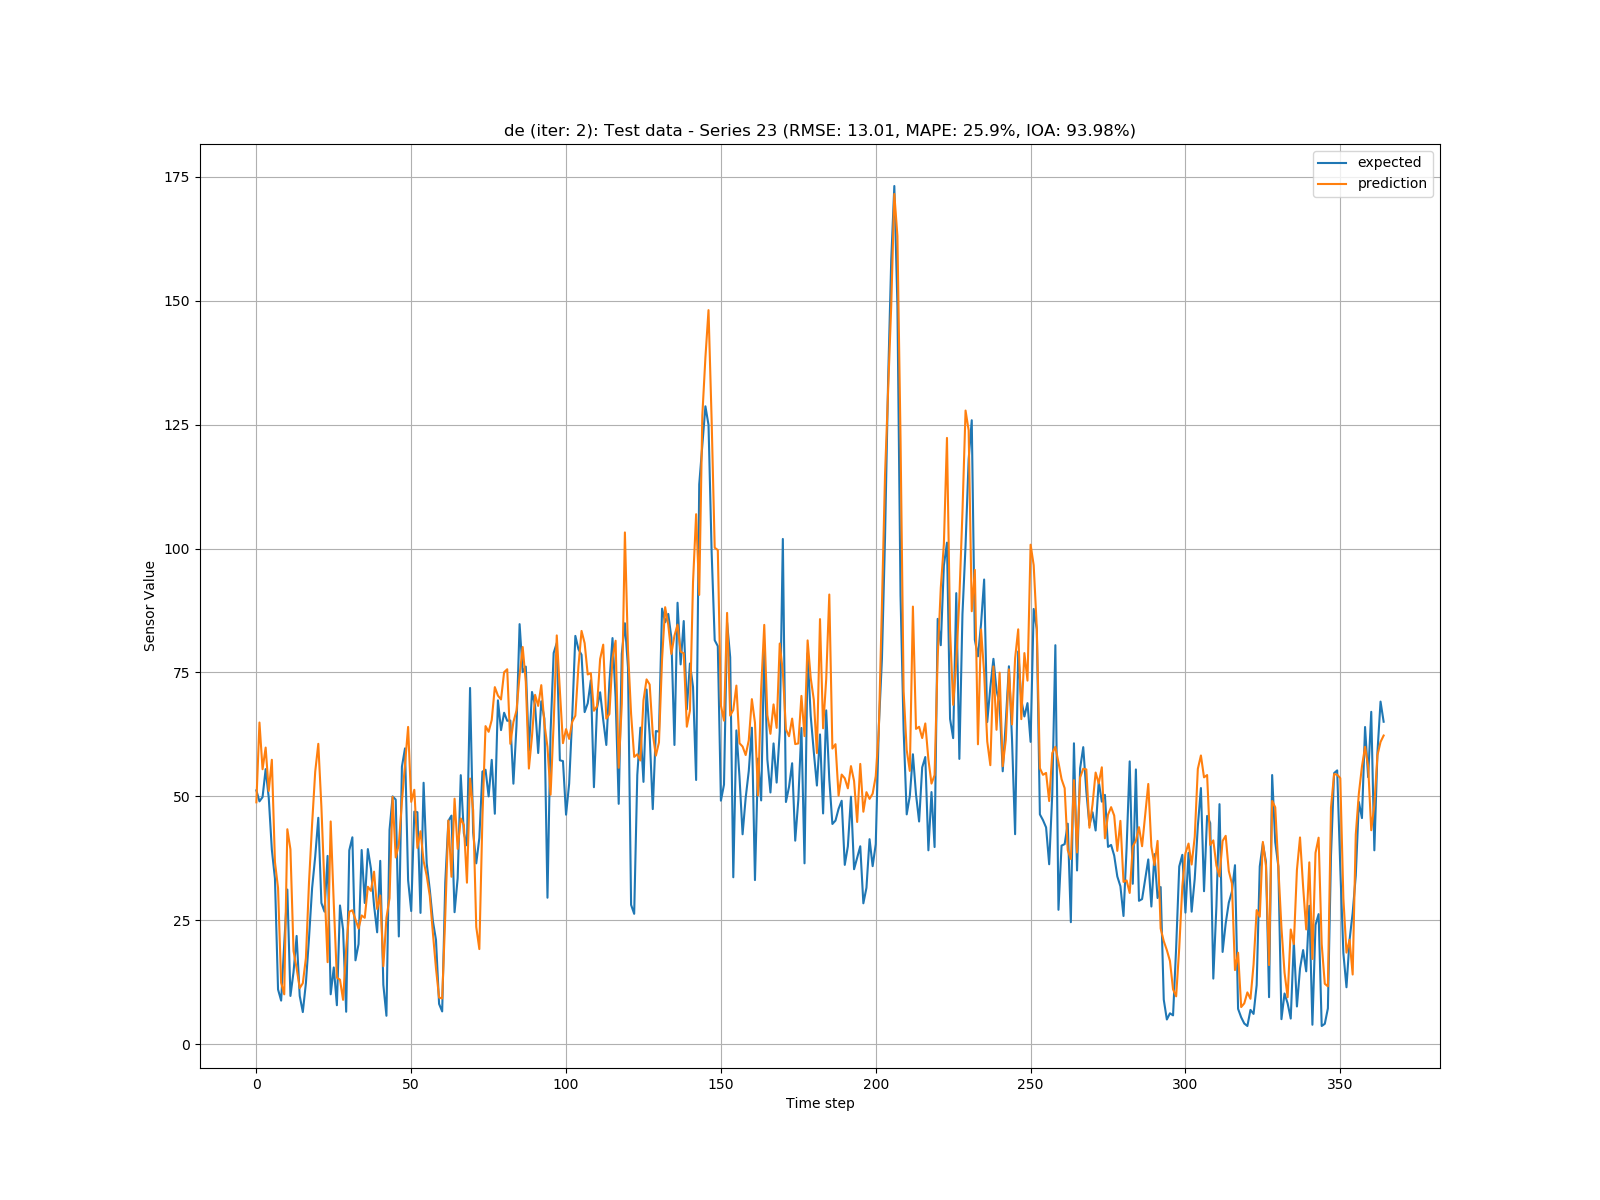 de (iter: 2): Test data - Series 23 (RMSE: 13.01, MAPE: 25.9%, IOA: 93.98%)
expected
prediction
175
150
125
100
75
50
25
0
Sensor Value
0 50 100 150 200 250 300 350
Time step